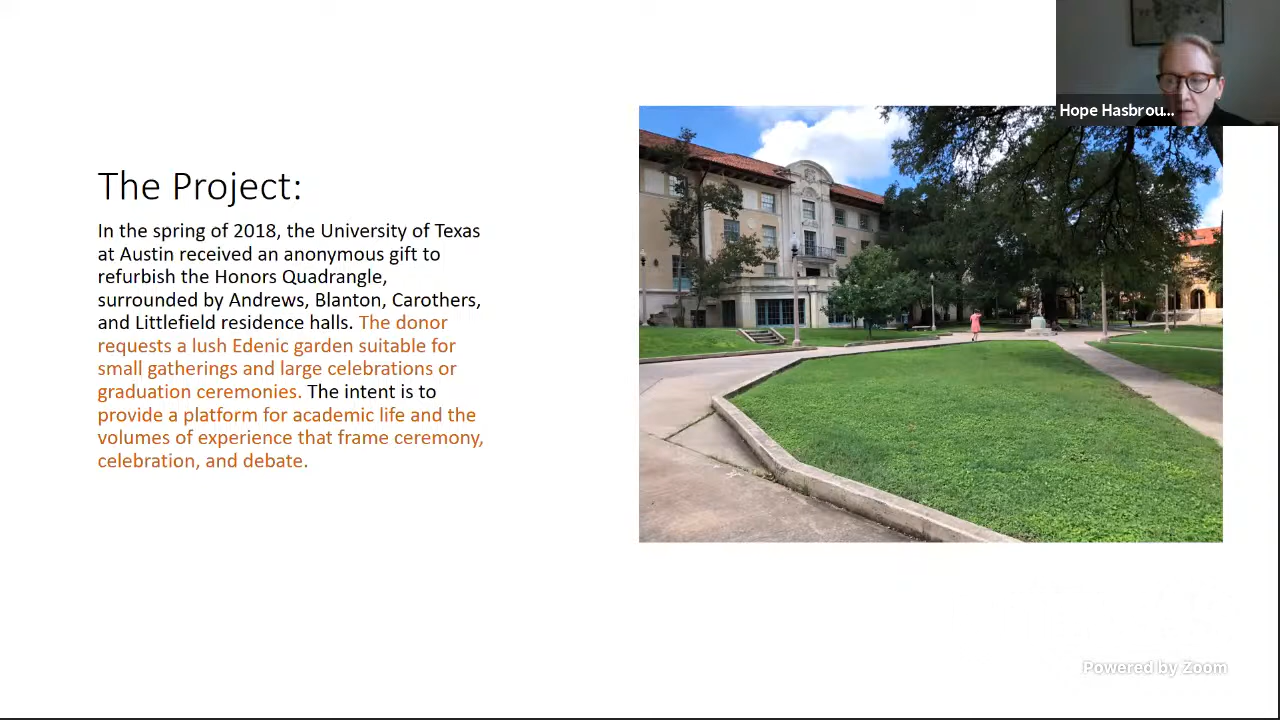 Hope Hasbrou...
The Project:
In the spring of 2018, the University of Texas
at Austin received an anonymous gift to
refurbish the Honors Quadrangle,
surrounded by Andrews, Blanton, Carothers,
and Littlefield residence halls. The donor
requests a lush Edenic garden suitable for
small gatherings and large celebrations or
graduation ceremonies. The intent is to
provide a platform for academic life and the
volumes of experience that frame ceremony,
celebration, and debate.
Powered by Zoom